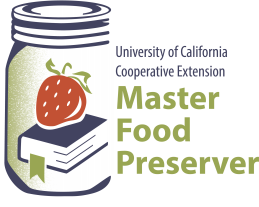 University of California
Cooperative Extension
Master
Food
Preserver